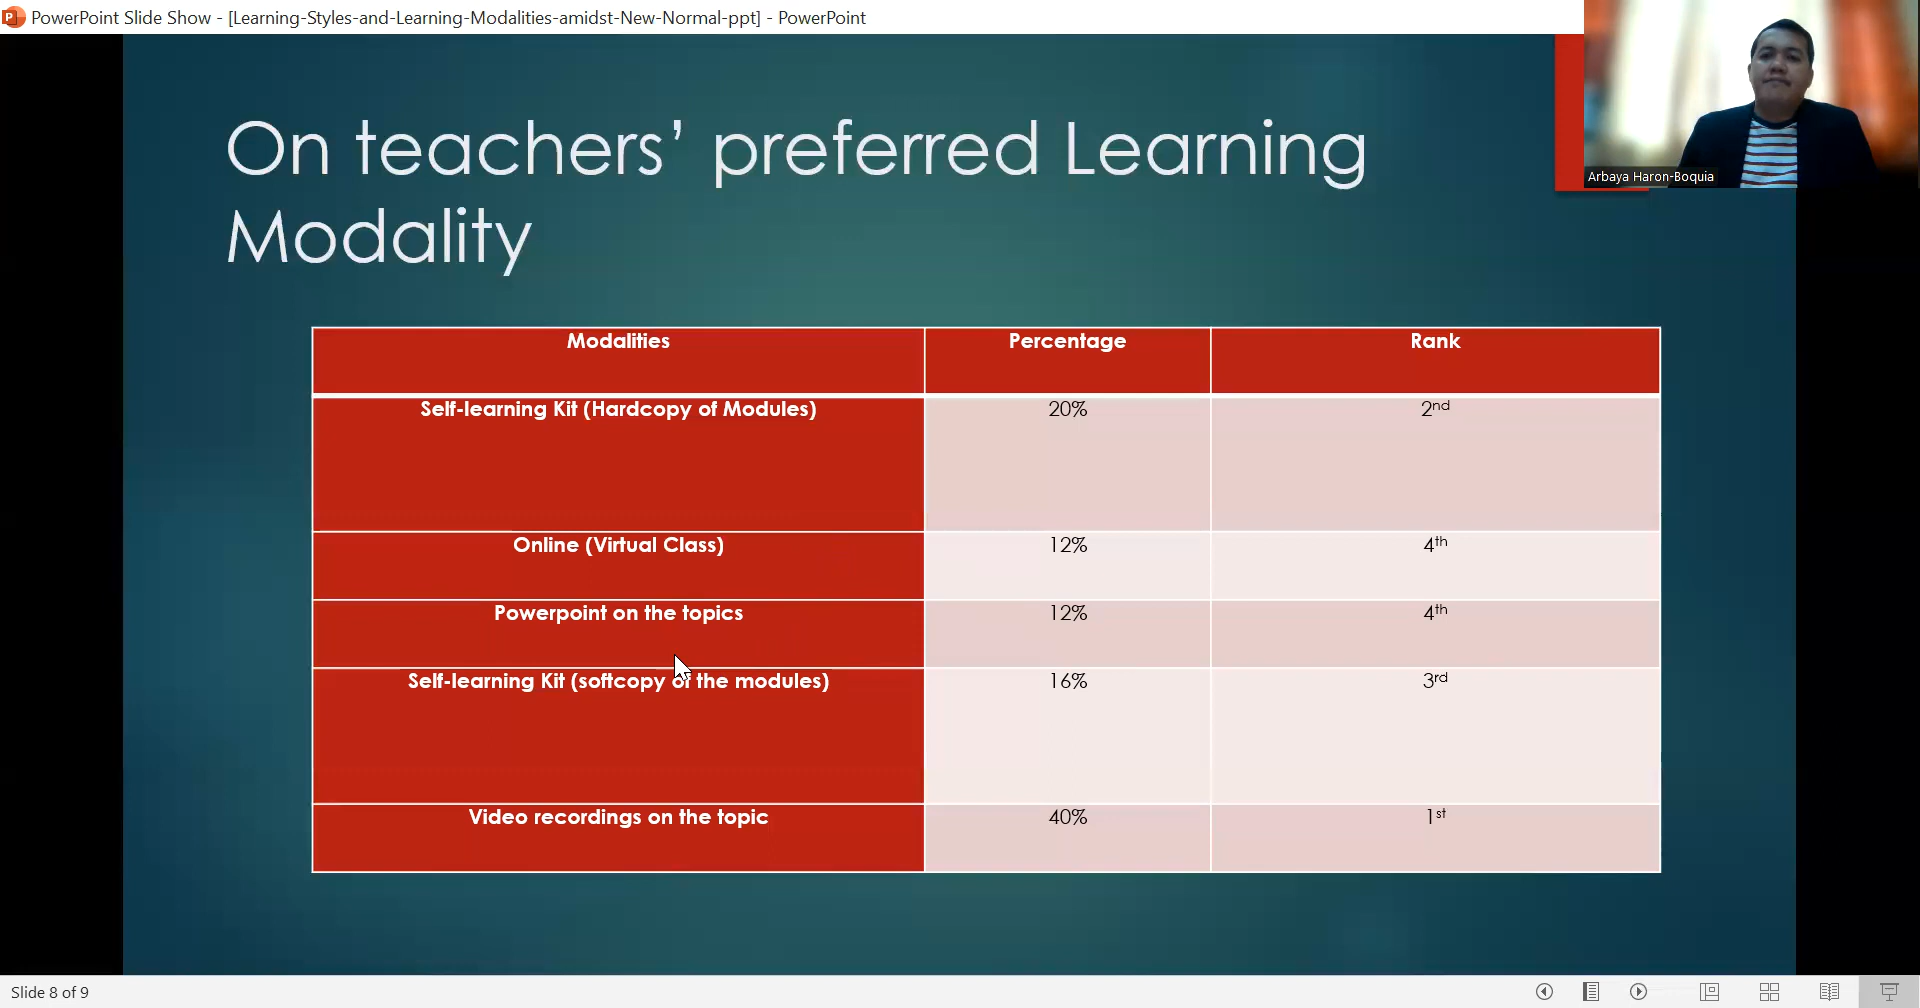 PowerPoint Slide Show - [Learning-Styles-and-Learning-Modalities-amidst-New-Normal-ppt] - PowerPoint
Arbaya Haron-Boquia
On teachers’ preferred Learning
Modality
Modalities Percentage Rank
Self-learning Kit (Hardcopy of Modules) 20% 2nd
Online (Virtual Class) 12% 4th
Powerpoint on the topics 12% 4th
Self-learning Kit (softcopy of the modules) 16% 3rd
Video recordings on the topic 40% 1st
Slide 8 of 9